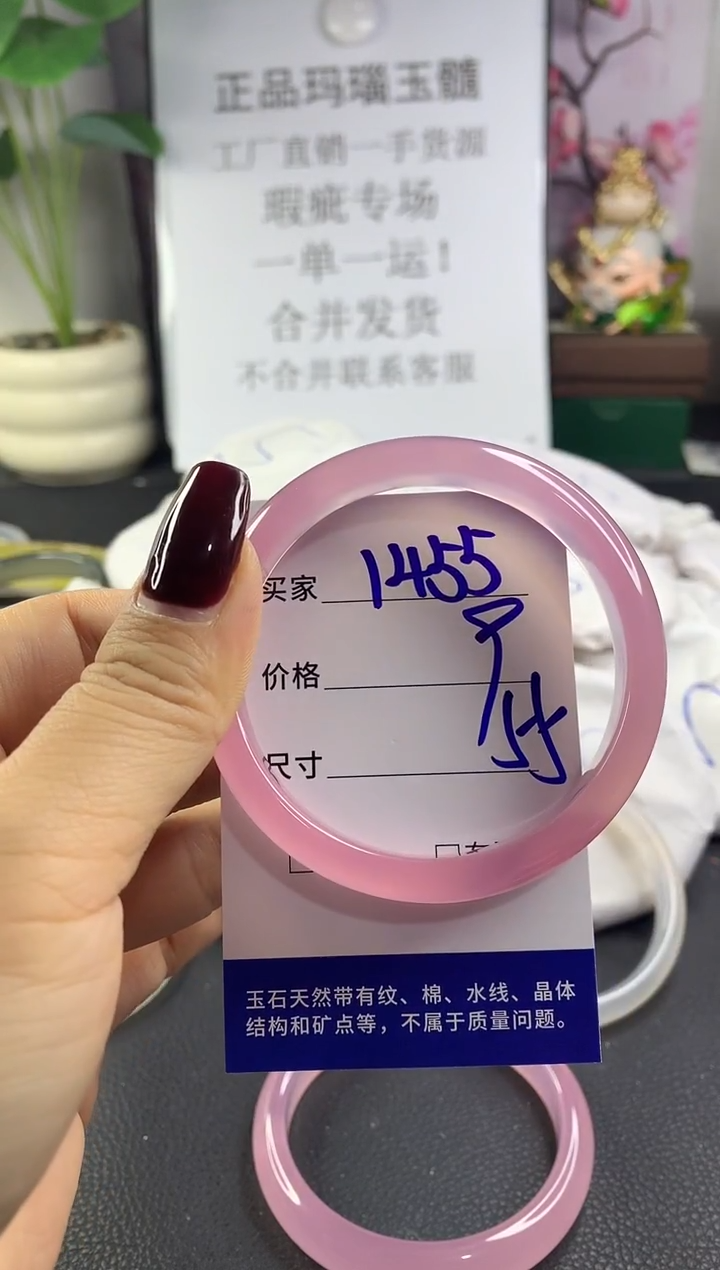 正品玛瑙玉髓
工厂直销一手货源
瑕疵专场
一单一运！
合并发货
不合并联系客服
买家 1455
价格
尺寸
玉石天然带有纹、棉、水线、晶体
结构和矿点等，不属于质量问题。